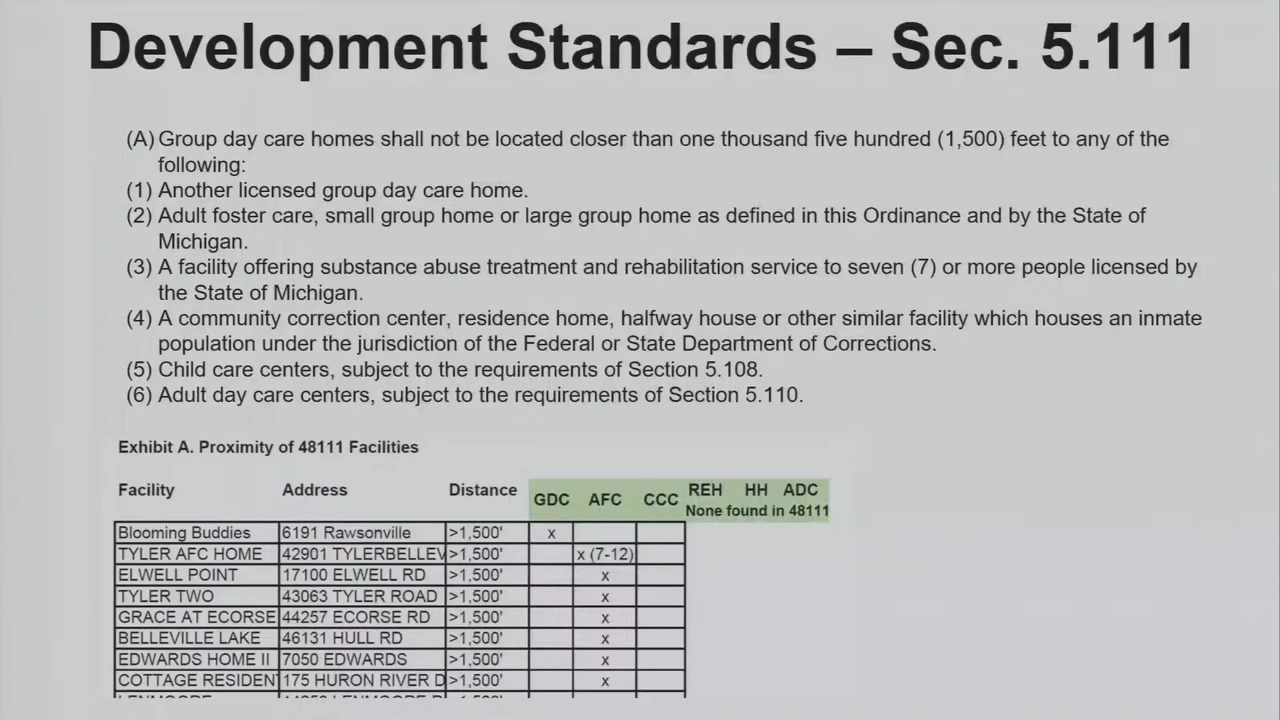 Development Standards – Sec. 5.111
(A) Group day care homes shall not be located closer than one thousand five hundred (1,500) feet to any of the
following:
(1) Another licensed group day care home.
(2) Adult foster care, small group home or large group home as defined in this Ordinance and by the State of
Michigan.
(3) A facility offering substance abuse treatment and rehabilitation service to seven (7) or more people licensed by
the State of Michigan.
(4) A community correction center, residence home, halfway house or other similar facility which houses an inmate
population under the jurisdiction of the Federal or State Department of Corrections.
(5) Child care centers, subject to the requirements of Section 5.108.
(6) Adult day care centers, subject to the requirements of Section 5.110.
Exhibit A. Proximity of 48111 Facilities
Facility Address Distance GDC AFC CCC REH HH ADC
None found in 48111
Blooming Buddies 6191 Rawsonville >1,500' x
TYLER AFC HOME 42901 TYLERBELLEV >1,500' x (7-12)
ELWELL POINT 17100 ELWELL RD >1,500' x
TYLER TWO 43063 TYLER ROAD >1,500' x
GRACE AT ECORSE 44257 ECORSE RD >1,500' x
BELLEVILLE LAKE 46131 HULL RD >1,500' x
EDWARDS HOME II 7050 EDWARDS >1,500' x
COTTAGE RESIDEN 175 HURON RIVER D >1,500' x